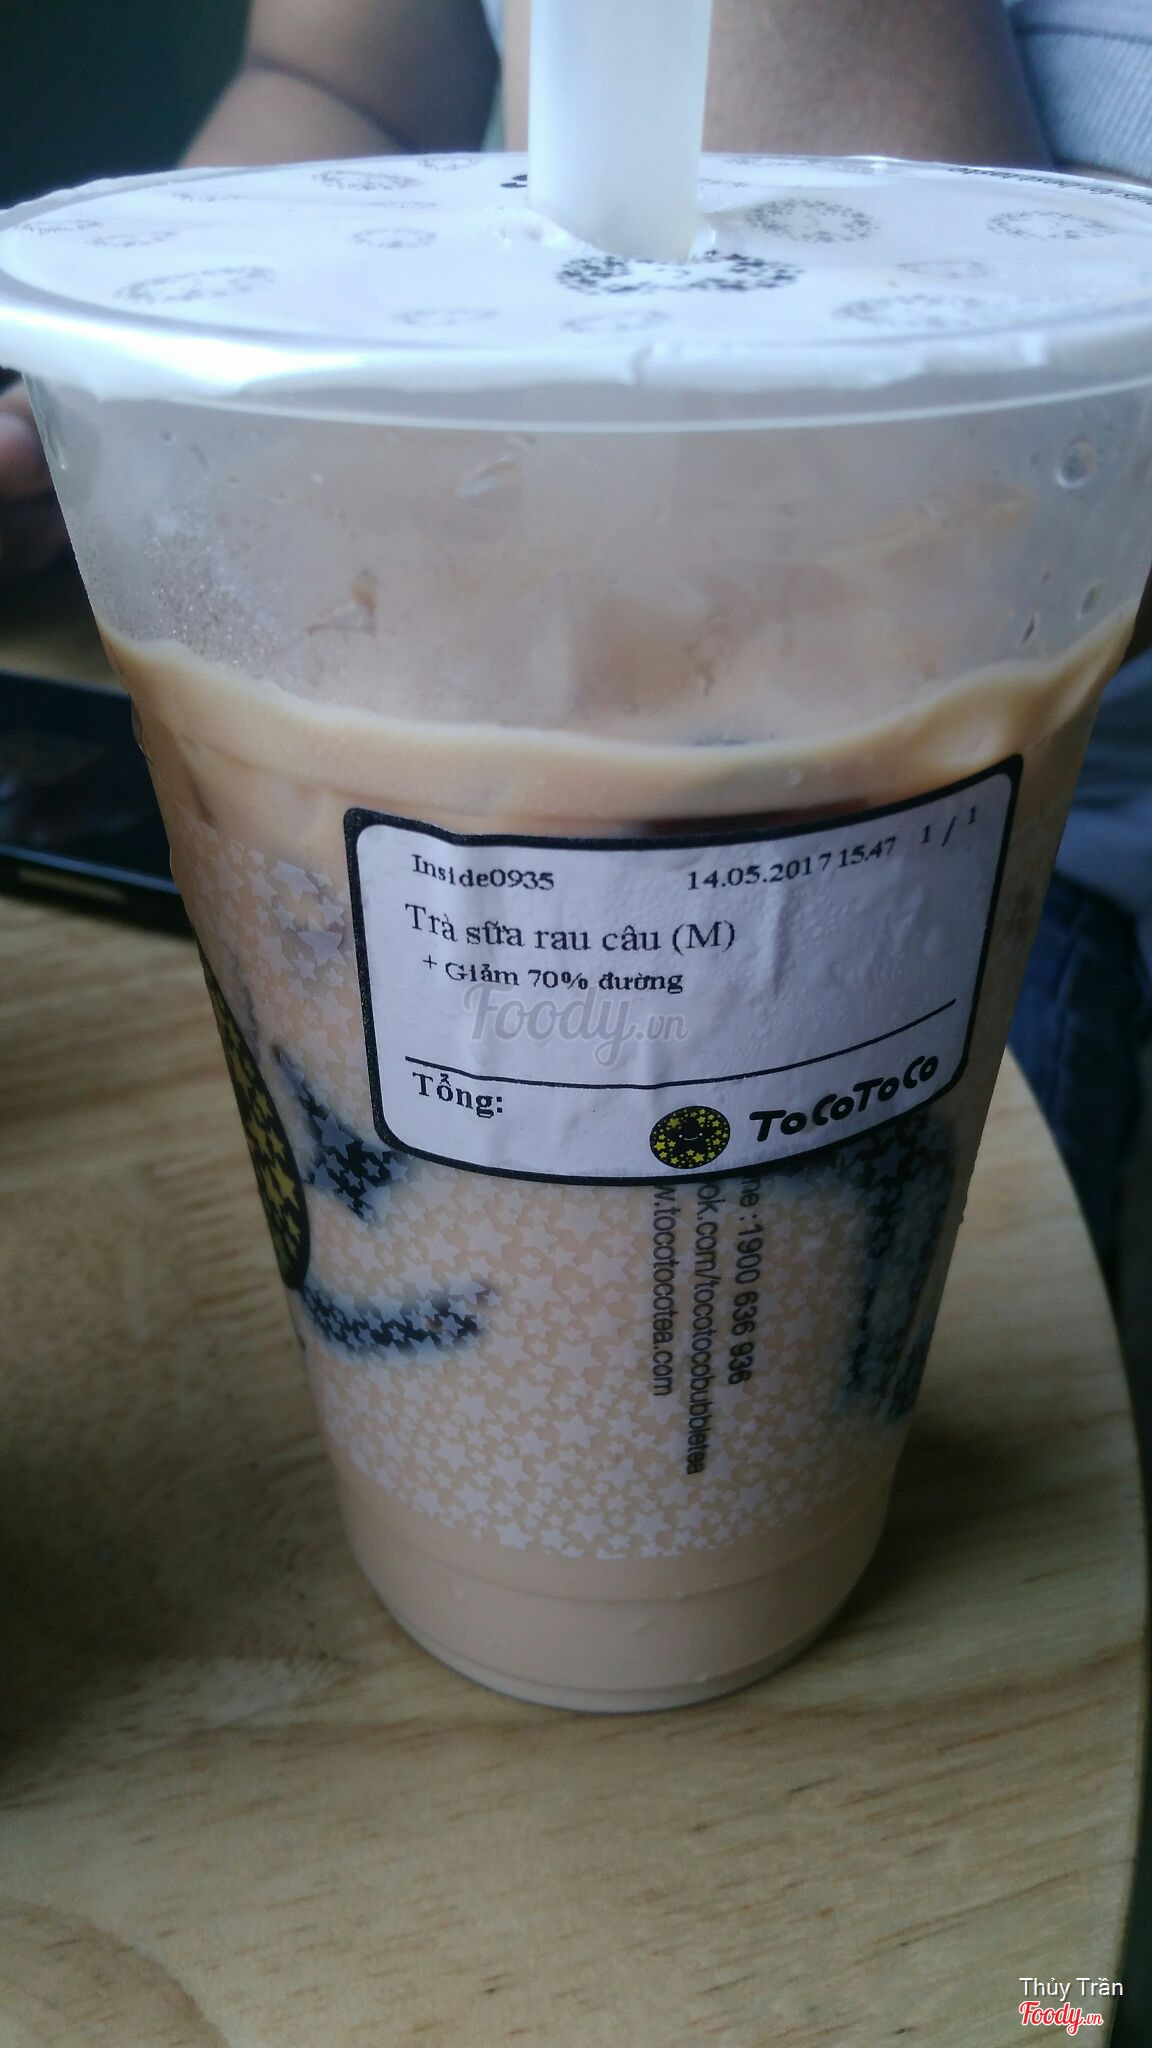 Inside0935 14.05.2017 15.47 1 / 1
Trà sữa rau câu (M)
+ Giảm 70% đường
Foody.vn
Tổng:
ToCoToCo
ne :1900 636 936
ok.com/tocotocobubbletea
w.tocotocotea.com
Thủy Trần
Foody.vn